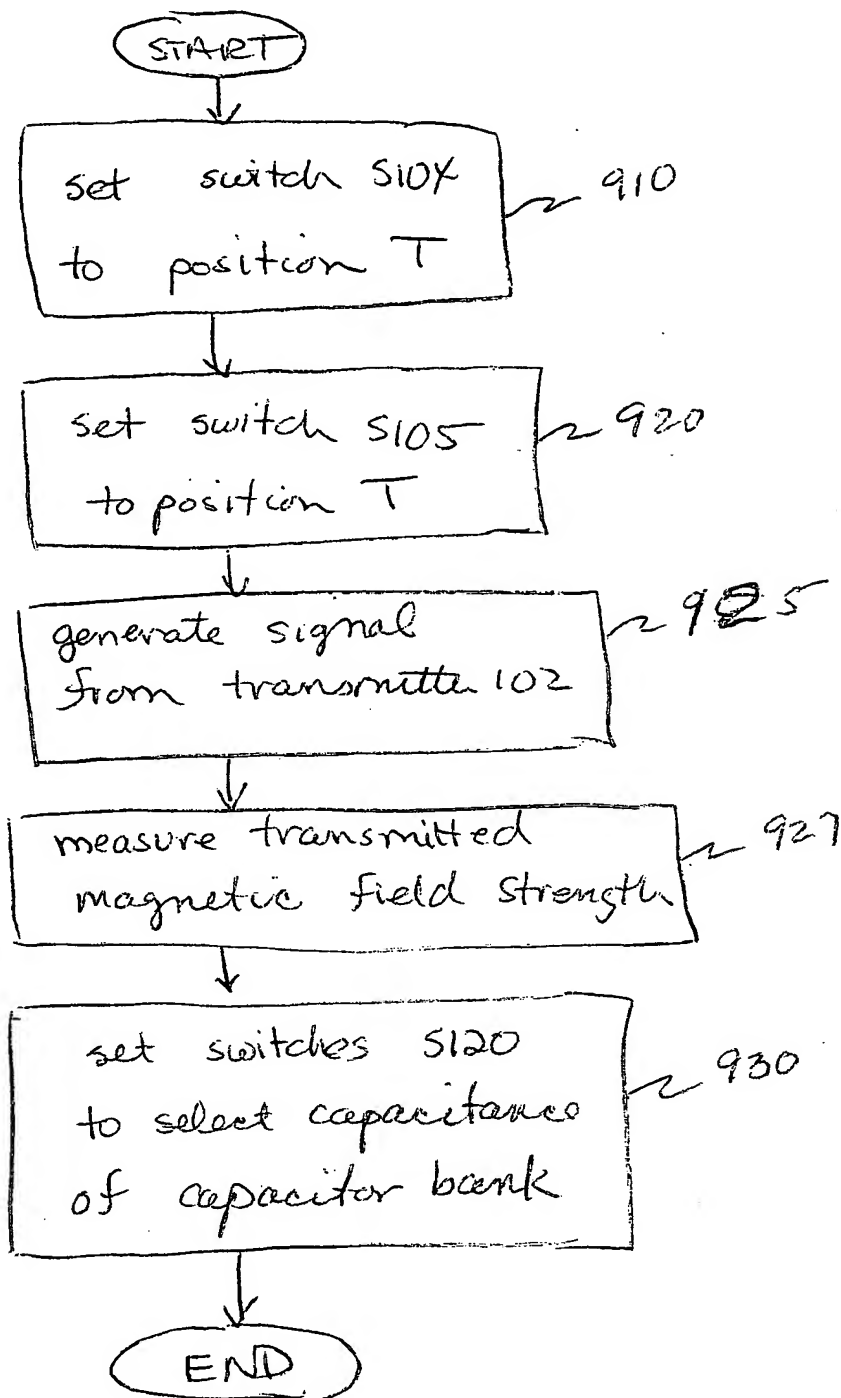 START
set switch S104
to position T
910
set switch S105
to position T
920
generate signal
from transmitter 102
925
measure transmitted
magnetic field strength
927
set switches S120
to select capacitance
of capacitor bank
930
END